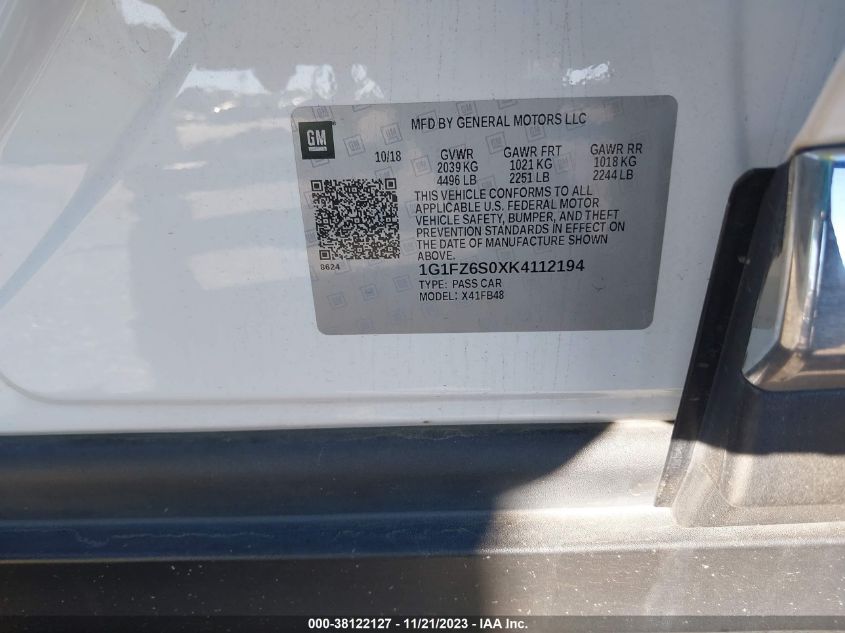 GM
MFD BY GENERAL MOTORS LLC
10/18 GVWR GAWR FRT GAWR RR
2039 KG 1021 KG 1018 KG
4496 LB 2251 LB 2244 LB
THIS VEHICLE CONFORMS TO ALL
APPLICABLE U.S. FEDERAL MOTOR
VEHICLE SAFETY, BUMPER, AND THEFT
PREVENTION STANDARDS IN EFFECT ON
THE DATE OF MANUFACTURE SHOWN
ABOVE.
8624
1G1FZ6S0XK4112194
TYPE: PASS CAR
MODEL: X41FB48
000-38122127 - 11/21/2023 - IAA, Inc.